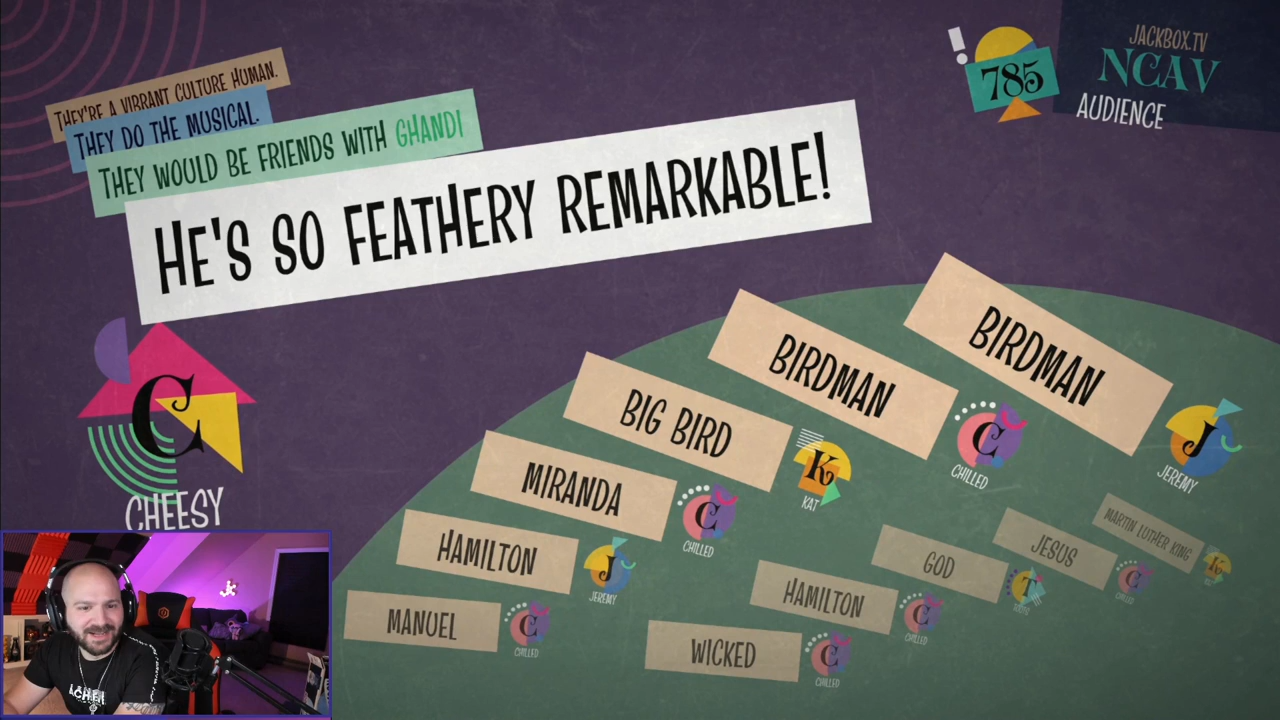 They're a vibrant culture human.
They do the musical.
They would be friends with Ghandi
He's so feathery remarkable!
785
JACKBOX.TV
NCAV
AUDIENCE
C
CHEESY
BIRDMAN
J
JEREMY
BIRDMAN
C
CHILLED
BIG BIRD
K
KAT
MIRANDA
C
CHILLED
HAMILTON
J
JEREMY
MANUEL
C
CHILLED
MARTIN LUTHER KING
K
JESUS
C
CHILLED
GOD
T
HAMILTON
C
CHILLED
WICKED
C
CHILLED